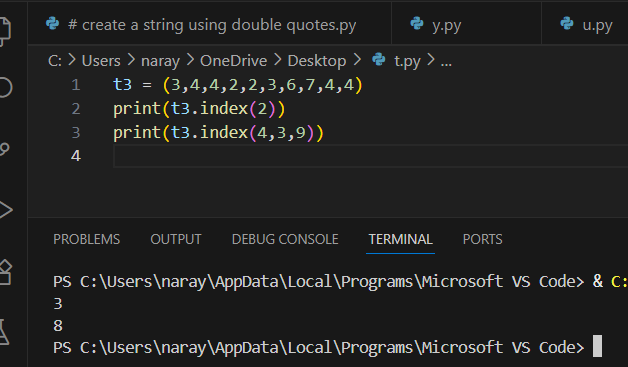 # create a string using double quotes.py y.py u.py
C: > Users > naray > OneDrive > Desktop > t.py > ...
1 t3 = (3,4,4,2,2,3,6,7,4,4)
2 print(t3.index(2))
3 print(t3.index(4,3,9))
4
PROBLEMS OUTPUT DEBUG CONSOLE TERMINAL PORTS
PS C:\Users\naray\AppData\Local\Programs\Microsoft VS Code> & C:
3
8
PS C:\Users\naray\AppData\Local\Programs\Microsoft VS Code>